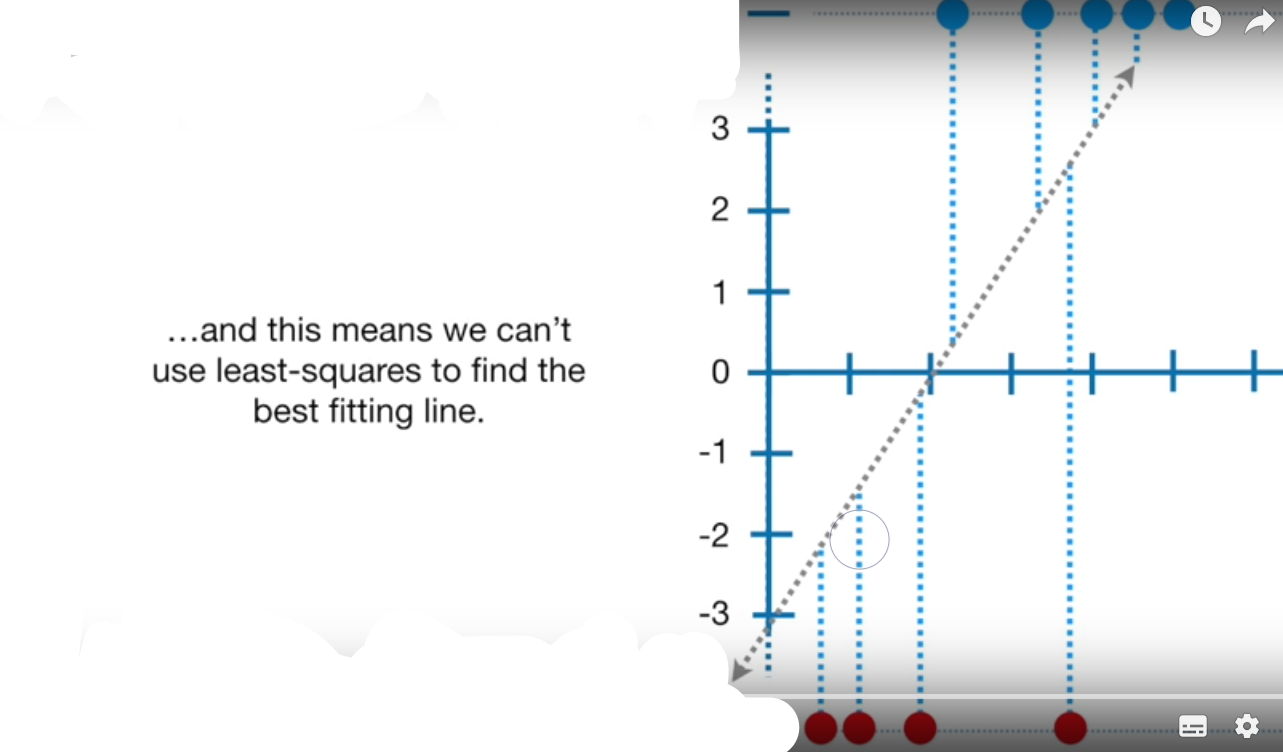 …and this means we can’t
use least-squares to find the
best fitting line.
3
2
1
0
-1
-2
-3